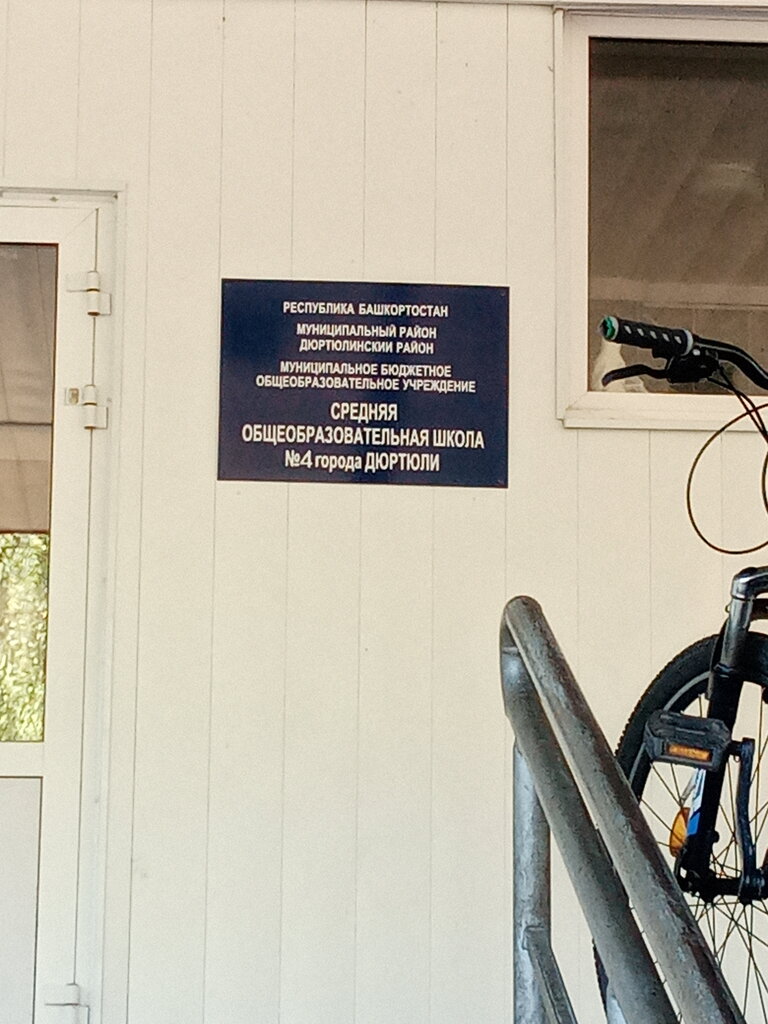 РЕСПУБЛИКА БАШКОРТОСТАН
МУНИЦИПАЛЬНЫЙ РАЙОН
ДЮРТЮЛИНСКИЙ РАЙОН
МУНИЦИПАЛЬНОЕ БЮДЖЕТНОЕ
ОБЩЕОБРАЗОВАТЕЛЬНОЕ УЧРЕЖДЕНИЕ
СРЕДНЯЯ
ОБЩЕОБРАЗОВАТЕЛЬНАЯ ШКОЛА
№4 города ДЮРТЮЛИ